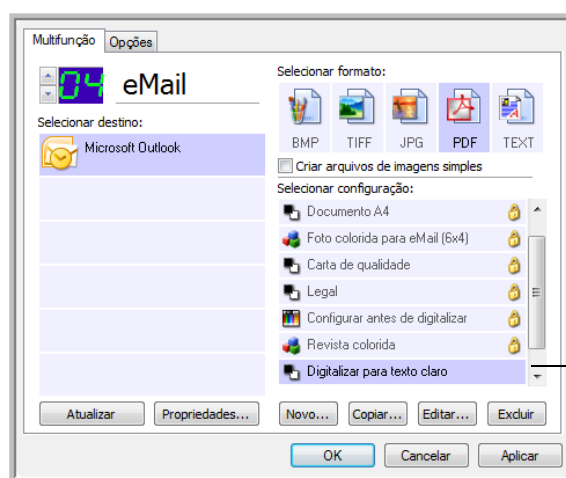 Multifunção Opções
04 eMail
Selecionar destino:
Microsoft Outlook
Selecionar formato:
BMP TIFF JPG PDF TEXT
Criar arquivos de imagens simples
Selecionar configuração:
Documento A4
Foto colorida para eMail (6x4)
Carta de qualidade
Legal
Configurar antes de digitalizar
Revista colorida
Digitalizar para texto claro
Atualizar Propriedades... Novo... Copiar... Editar... Excluir
OK Cancelar Aplicar